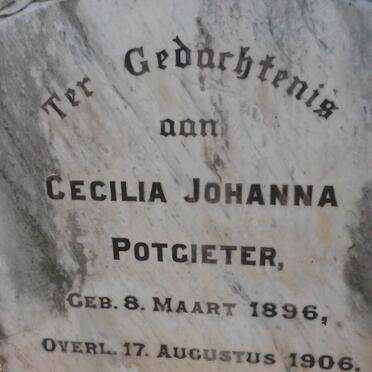 Ter Gedachtenis
aan
CECILIA JOHANNA
POTGIETER,
GEB. 8. MAART 1896,
OVERL. 17. AUGUSTUS 1906.